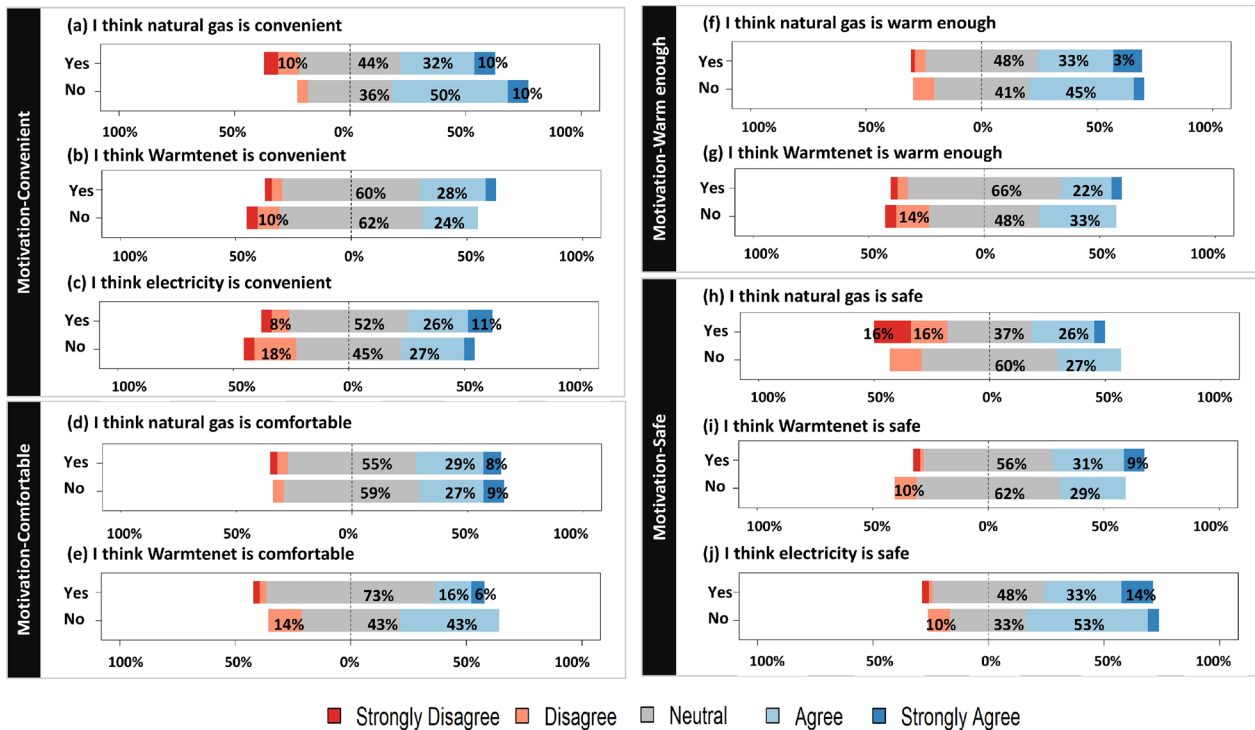 Motivation-Convenient
(a) I think natural gas is convenient
Yes 10% 44% 32% 10%
No 36% 50% 10%
100% 50% 0% 50% 100%
(b) I think Warmtenet is convenient
Yes 60% 28%
No 10% 62% 24%
100% 50% 0% 50% 100%
(c) I think electricity is convenient
Yes 8% 52% 26% 11%
No 18% 45% 27%
100% 50% 0% 50% 100%
Motivation-Comfortable
(d) I think natural gas is comfortable
Yes 55% 29% 8%
No 59% 27% 9%
100% 50% 0% 50% 100%
(e) I think Warmtenet is comfortable
Yes 73% 16% 6%
No 14% 43% 43%
100% 50% 0% 50% 100%
Motivation-Warm enough
(f) I think natural gas is warm enough
Yes 48% 33% 3%
No 41% 45%
100% 50% 0% 50% 100%
(g) I think Warmtenet is warm enough
Yes 66% 22%
No 14% 48% 33%
100% 50% 0% 50% 100%
Motivation-Safe
(h) I think natural gas is safe
Yes 16% 16% 37% 26%
No 60% 27%
100% 50% 0% 50% 100%
(i) I think Warmtenet is safe
Yes 56% 31% 9%
No 10% 62% 29%
100% 50% 0% 50% 100%
(j) I think electricity is safe
Yes 48% 33% 14%
No 10% 33% 53%
100% 50% 0% 50% 100%
Strongly Disagree Disagree Neutral Agree Strongly Agree